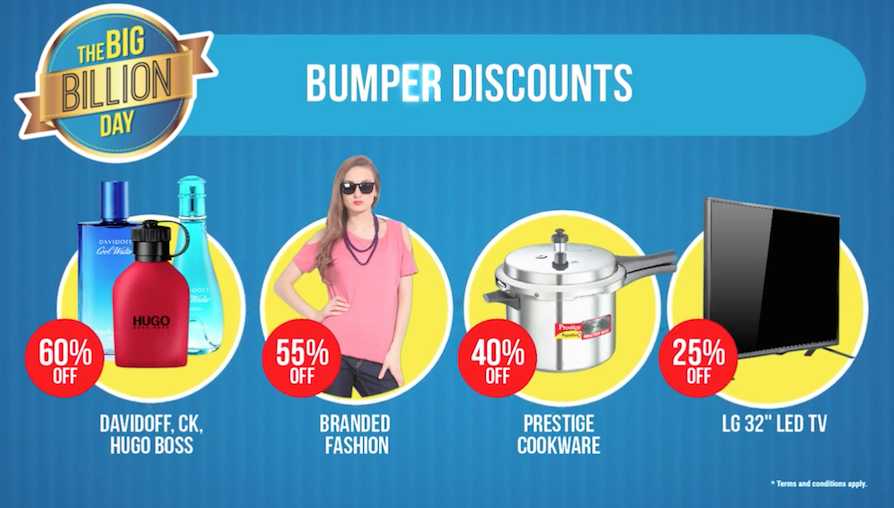 THE BIG
BILLION
DAY
BUMPER DISCOUNTS
DAVIDOFF
Cool Water
HUGO
Prestige
60%
OFF
55%
OFF
40%
OFF
25%
OFF
DAVIDOFF, CK,
HUGO BOSS
BRANDED
FASHION
PRESTIGE
COOKWARE
LG 32" LED TV
* Terms and conditions apply.